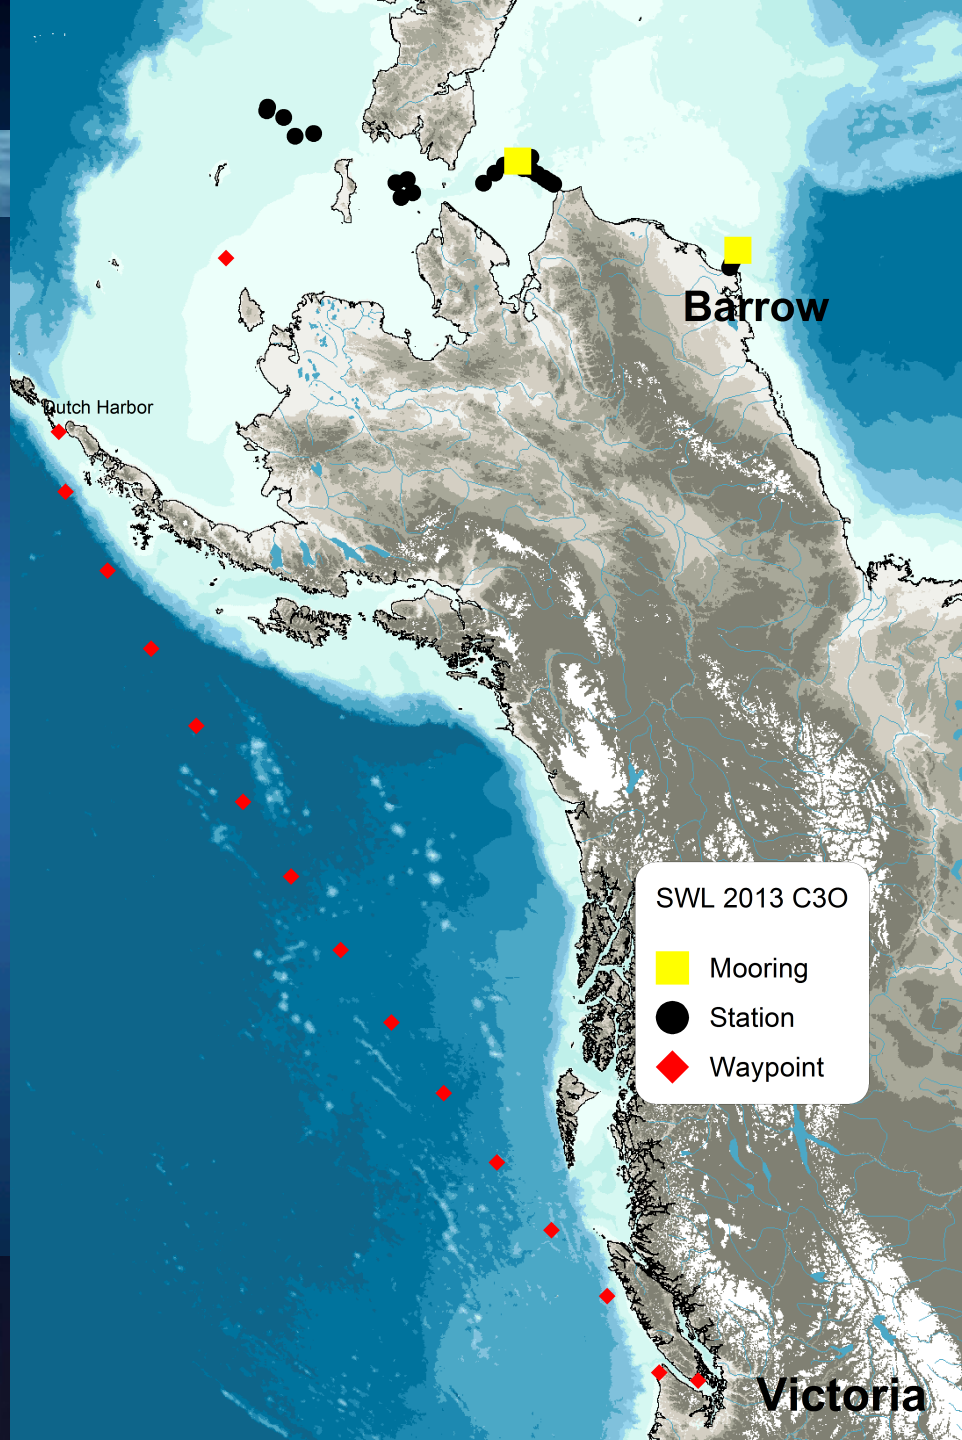 Barrow
Dutch Harbor
SWL 2013 C3O
Mooring
Station
Waypoint
Victoria